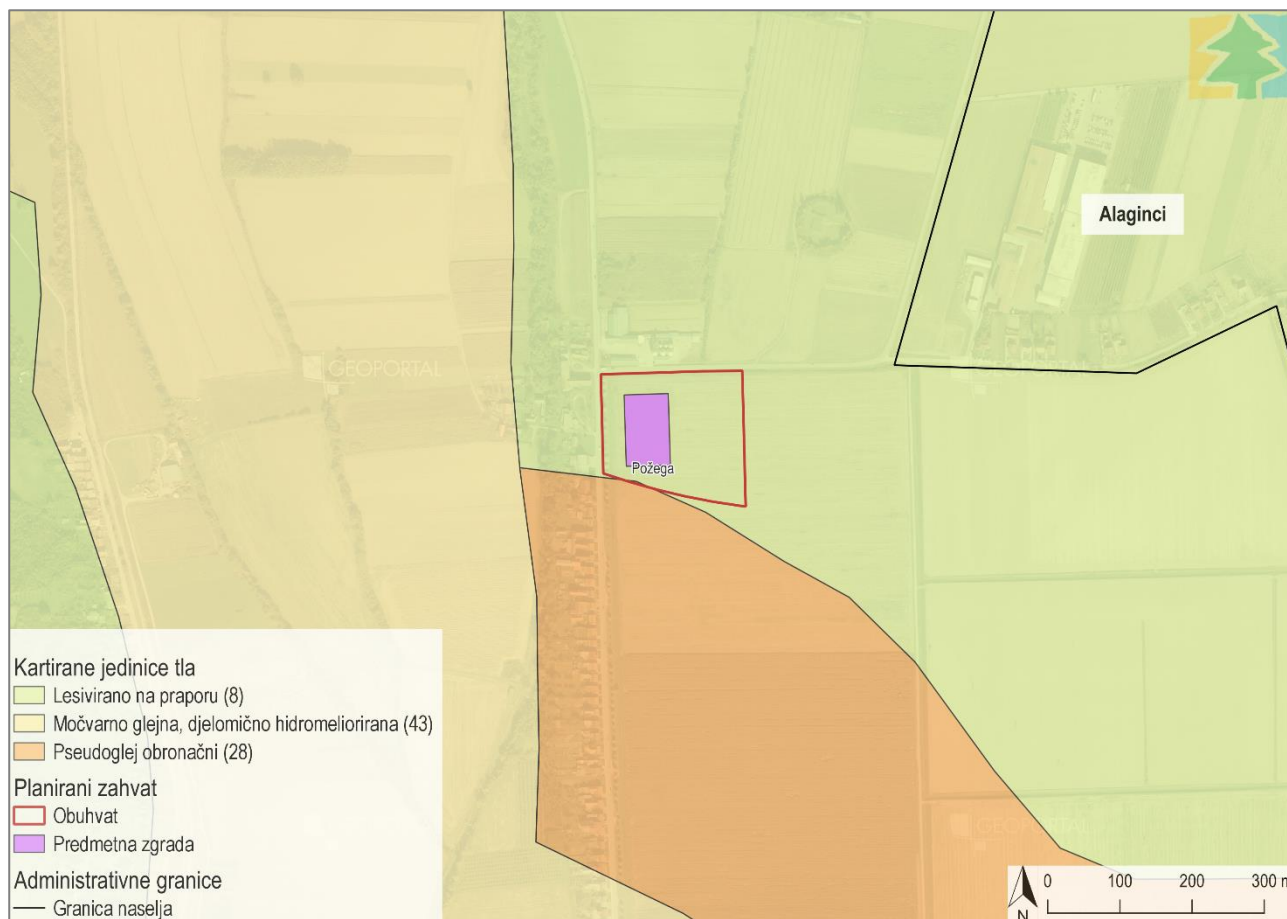 Alaginci
GEOPORTAL
Požega
Kartirane jedinice tla
Lesivirano na praporu (8)
Močvarno glejna, djelomično hidromeliorirana (43)
Pseudoglej obronačni (28)
Planirani zahvat
Obuhvat
Predmetna zgrada
Administrativne granice
Granica naselja
GEOPORTAL
0 100 200 300 m
N